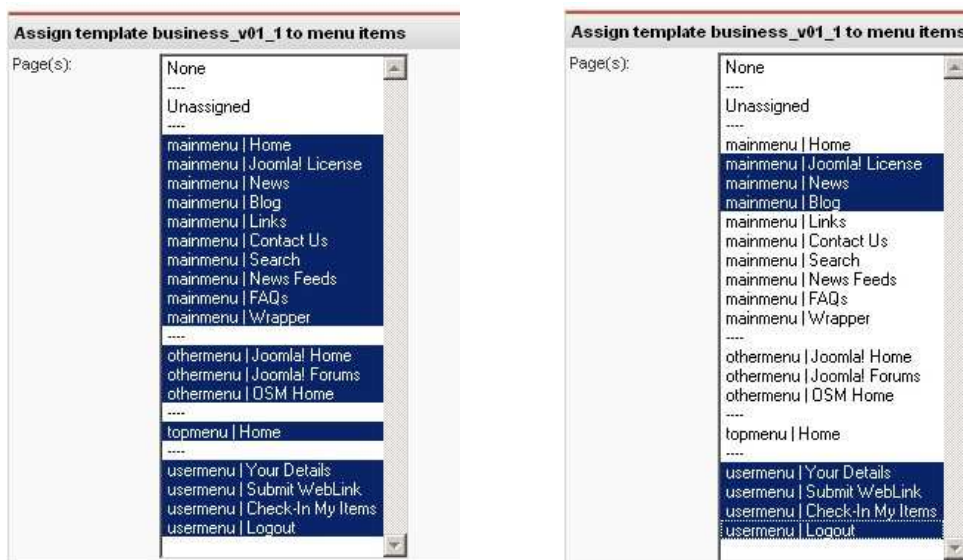 Assign template business_v01_1 to menu items
Page(s):
None
----
Unassigned
----
mainmenu | Home
mainmenu | Joomla! License
mainmenu | News
mainmenu | Blog
mainmenu | Links
mainmenu | Contact Us
mainmenu | Search
mainmenu | News Feeds
mainmenu | FAQs
mainmenu | Wrapper
----
othermenu | Joomla! Home
othermenu | Joomla! Forums
othermenu | OSM Home
----
topmenu | Home
----
usermenu | Your Details
usermenu | Submit WebLink
usermenu | Check-In My Items
usermenu | Logout
Assign template business_v01_1 to menu items
Page(s):
None
----
Unassigned
----
mainmenu | Home
mainmenu | Joomla! License
mainmenu | News
mainmenu | Blog
mainmenu | Links
mainmenu | Contact Us
mainmenu | Search
mainmenu | News Feeds
mainmenu | FAQs
mainmenu | Wrapper
----
othermenu | Joomla! Home
othermenu | Joomla! Forums
othermenu | OSM Home
----
topmenu | Home
----
usermenu | Your Details
usermenu | Submit WebLink
usermenu | Check-In My Items
usermenu | Logout